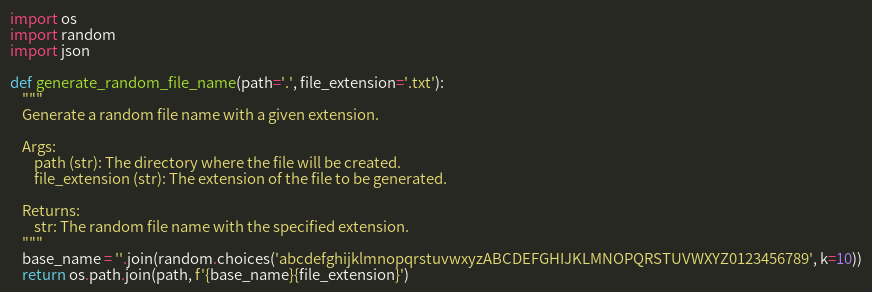 import os
import random
import json

def generate_random_file_name(path='.', file_extension='.txt'):
    """
    Generate a random file name with a given extension.

    Args:
        path (str): The directory where the file will be created.
        file_extension (str): The extension of the file to be generated.

    Returns:
        str: The random file name with the specified extension.
    """
    base_name = ''.join(random.choices('abcdefghijklmnopqrstuvwxyzABCDEFGHIJKLMNOPQRSTUVWXYZ0123456789', k=10))
    return os.path.join(path, f'{base_name}{file_extension}')